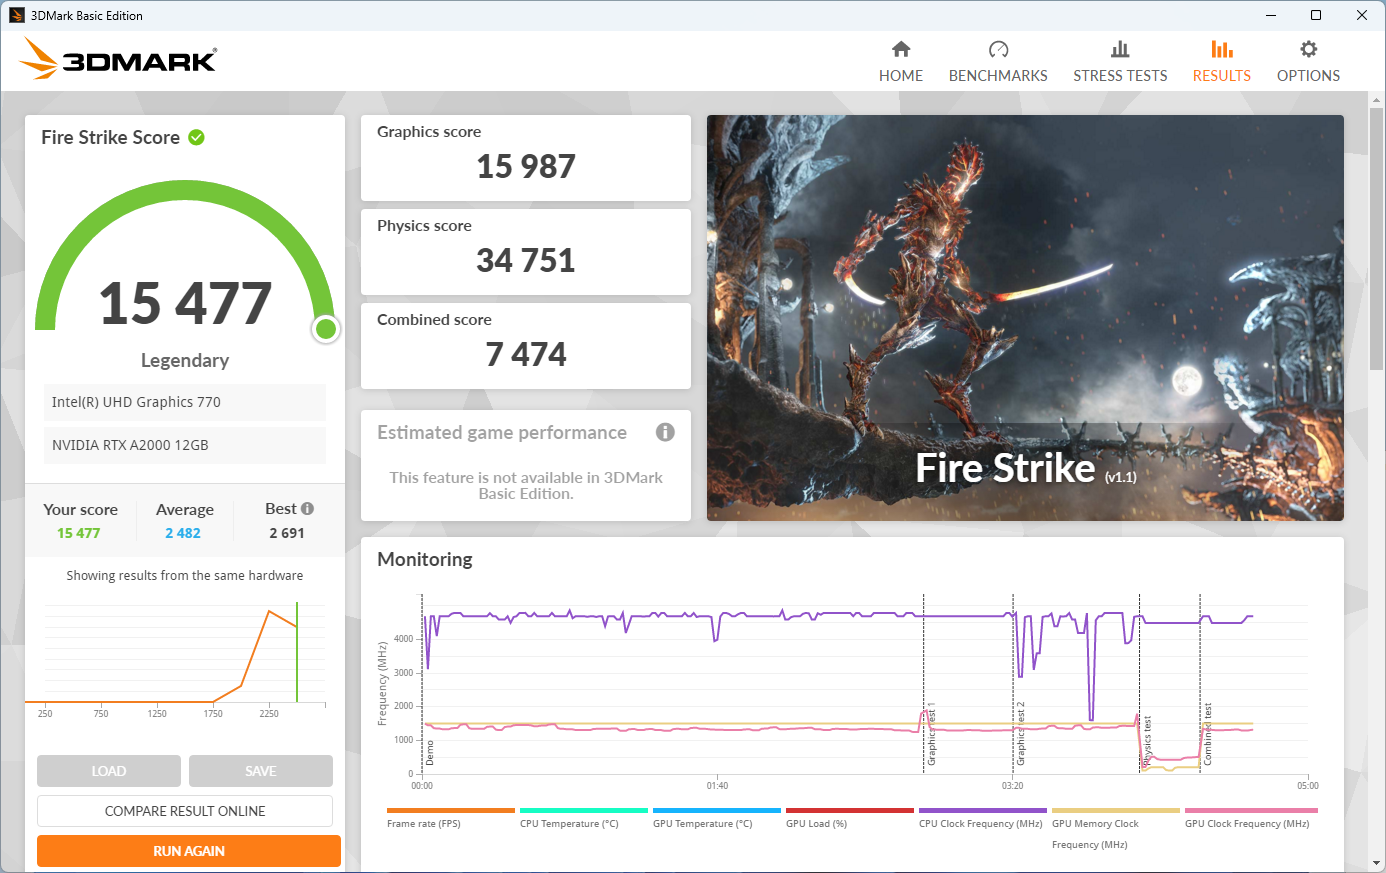 3DMark Basic Edition
3DMARK®
HOME
BENCHMARKS
STRESS TESTS
RESULTS
OPTIONS
Fire Strike Score
15 477
Legendary
Intel(R) UHD Graphics 770
NVIDIA RTX A2000 12GB
Your score
15 477
Average
2 482
Best
2 691
Showing results from the same hardware
250 750 1250 1750 2250
LOAD
SAVE
COMPARE RESULT ONLINE
RUN AGAIN
Graphics score
15 987
Physics score
34 751
Combined score
7 474
Estimated game performance
This feature is not available in 3DMark
Basic Edition.
Fire Strike (v1.1)
Monitoring
Frequency (MHz)
4000
3000
2000
1000
0
Demo
Graphics test 1
Graphics test 2
Physics test
Combined test
00:00 01:40 03:20 05:00
Frame rate (FPS)
CPU Temperature (°C)
GPU Temperature (°C)
GPU Load (%)
CPU Clock Frequency (MHz)
GPU Memory Clock
Frequency (MHz)
GPU Clock Frequency (MHz)